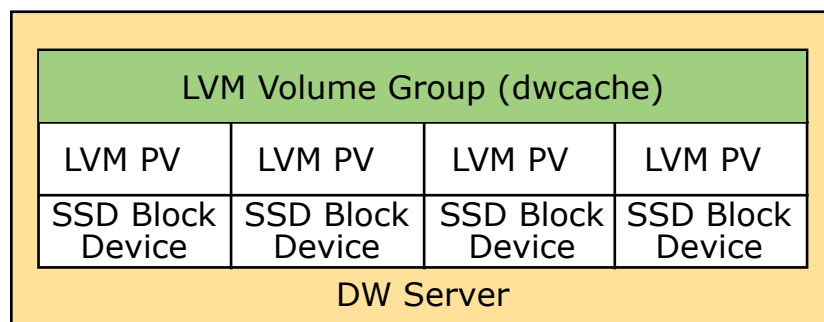 LVM Volume Group (dwcache)
LVM PV LVM PV LVM PV LVM PV
SSD Block SSD Block SSD Block SSD Block
Device Device Device Device
DW Server